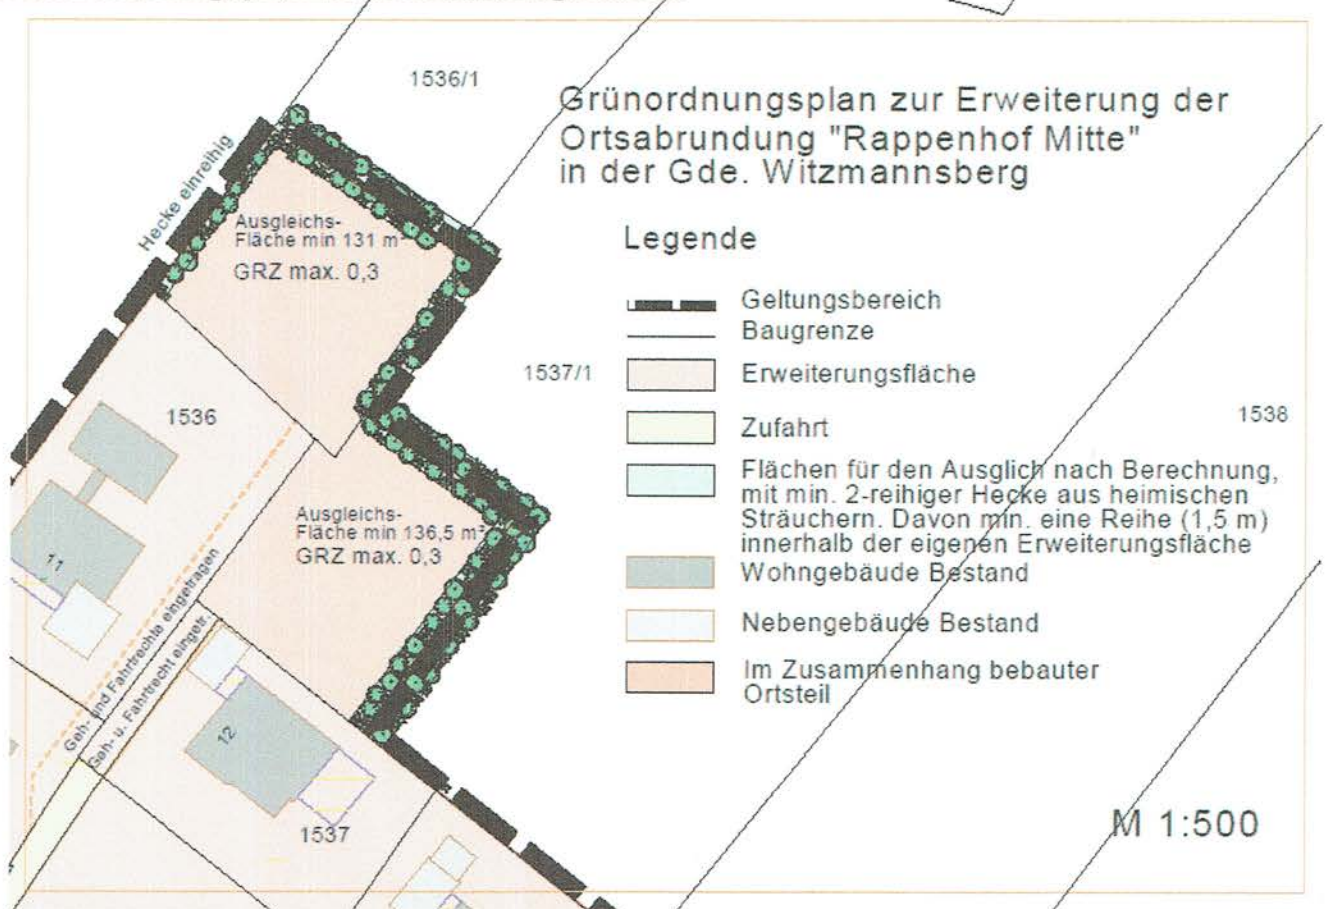 1536/1
Grünordnungsplan zur Erweiterung der
Ortsabrundung "Rappenhof Mitte"
in der Gde. Witzmannsberg
Hecke einreihig
Ausgleichs-
Fläche min 131 m²
GRZ max. 0,3
Legende
Geltungsbereich
Baugrenze
1537/1
Erweiterungsfläche
1538
1536
Zufahrt
Flächen für den Ausglich nach Berechnung,
mit min. 2-reihiger Hecke aus heimischen
Sträuchern. Davon min. eine Reihe (1,5 m)
innerhalb der eigenen Erweiterungsfläche
Ausgleichs-
Fläche min 136,5 m²
GRZ max. 0,3
11
Wohngebäude Bestand
Nebengebäude Bestand
Geh- und Fahrtrechte eingetragen
Geh- u. Fahrtrecht eingetr.
Im Zusammenhang bebauter
Ortsteil
12
1537
M 1:500